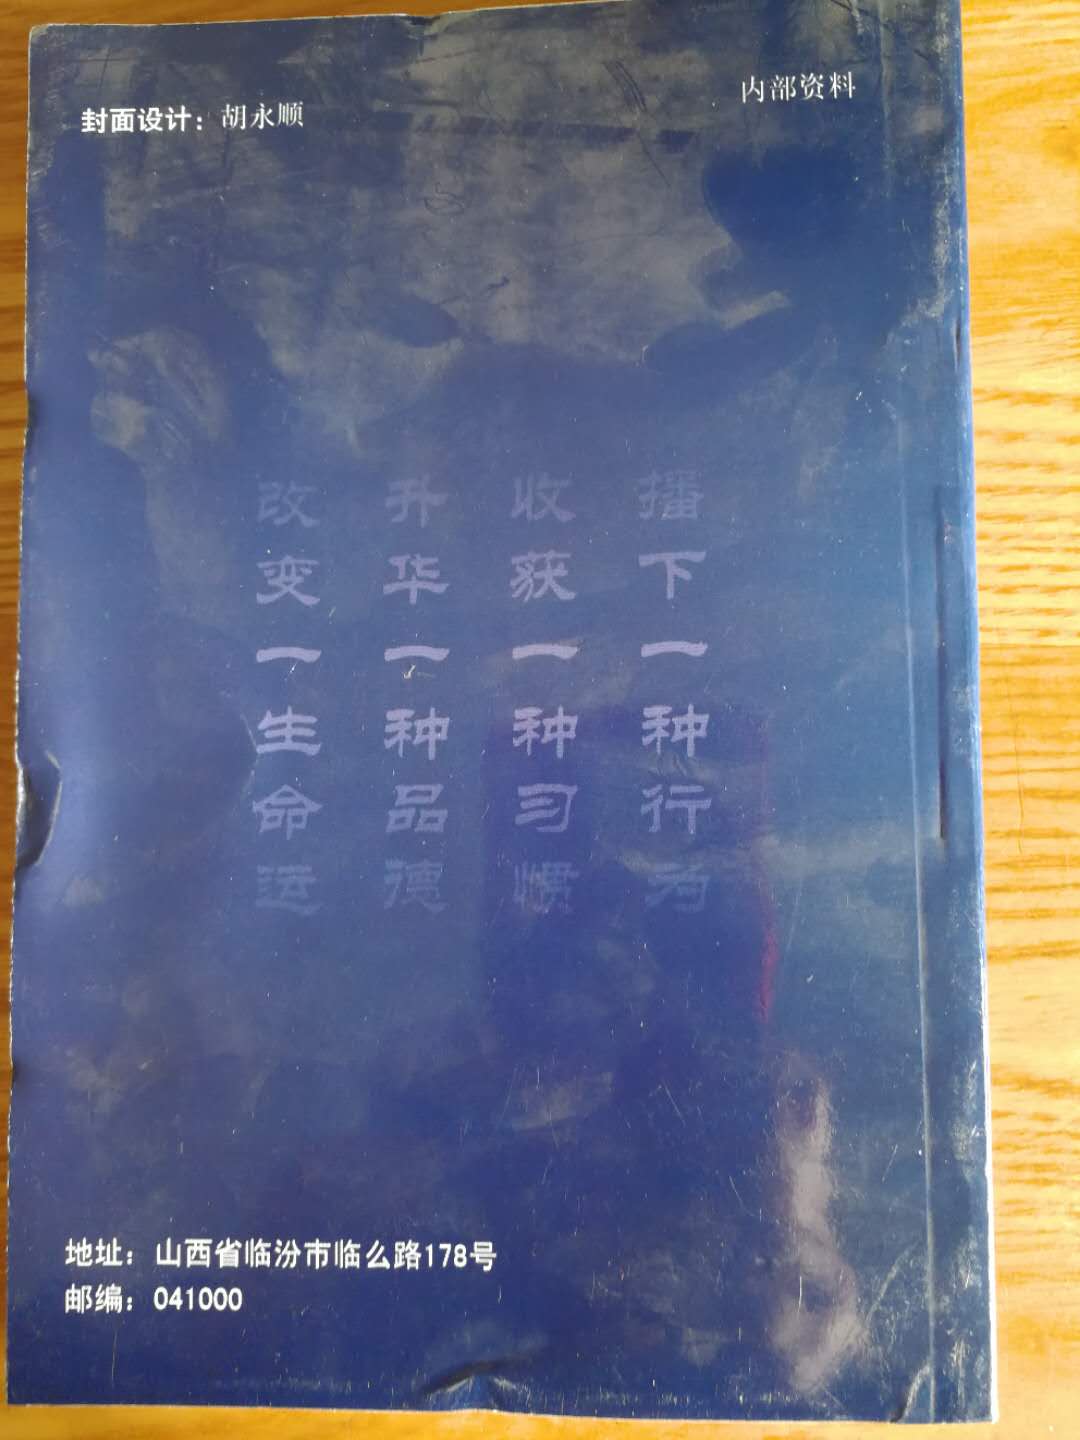 封面设计：胡永顺
内部资料
播下一种行为
收获一种习惯
升华一种品德
改变一生命运
地址：山西省临汾市临么路178号
邮编：041000